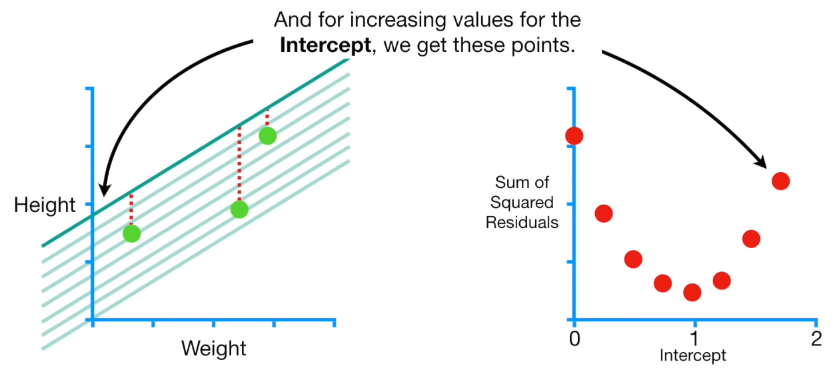 And for increasing values for the
Intercept, we get these points.
Height
Weight
Sum of
Squared
Residuals
0
1
2
Intercept